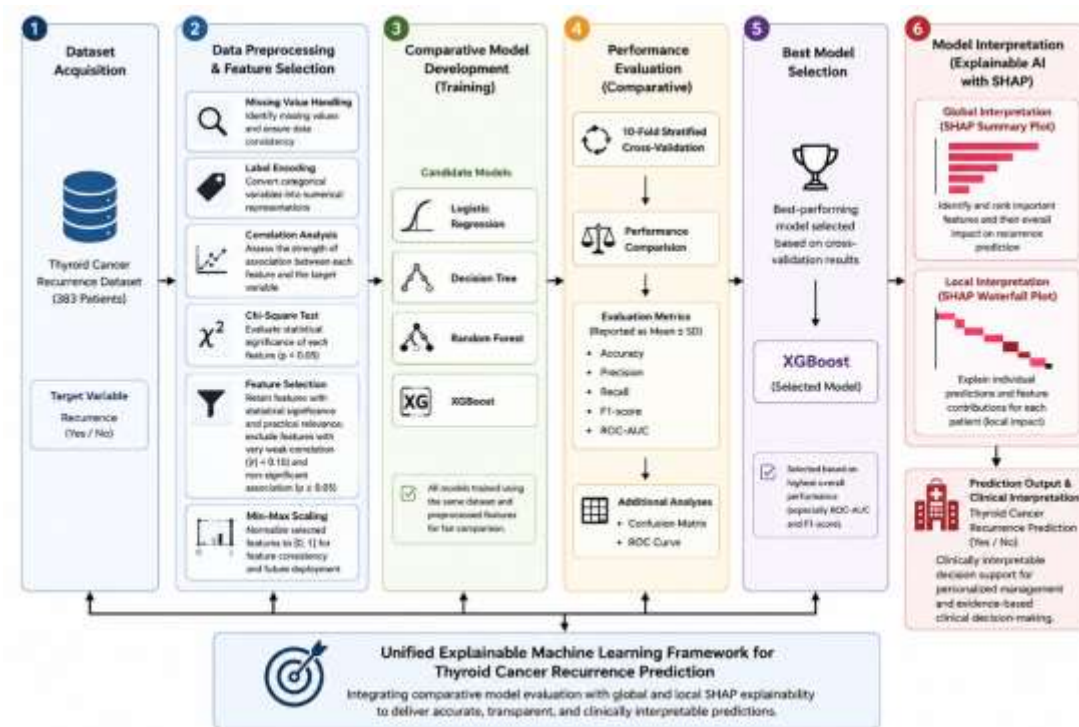 1
Dataset
Acquisition
Thyroid Cancer
Recurrence Dataset
(383 Patients)
Target Variable
Recurrence
(Yes / No)
2
Data Preprocessing
& Feature Selection
Missing Value Handling
Identify missing values
and ensure data
consistency
Label Encoding
Convert categorical
variables into numerical
representations
Correlation Analysis
Assess the strength of
association between each
feature and the target
variable
χ²
Chi-Square Test
Evaluate statistical
significance of each
feature (p < 0.05)
Feature Selection
Retain features with
statistical significance
and practical relevance;
exclude features with
very weak correlation
(|r| < 0.10) and
non-significant
association (p ≥ 0.05)
Min-Max Scaling
Normalize selected
features to [0, 1] for
feature consistency
and future deployment
3
Comparative Model
Development
(Training)
Candidate Models
Logistic
Regression
Decision Tree
Random Forest
XG
XGBoost
All models trained using
the same dataset and
preprocessed features
for fair comparison.
4
Performance
Evaluation
(Comparative)
10-Fold Stratified
Cross-Validation
Performance
Comparision
Evaluation Metrics
(Reported as Mean ± SD)
• Accuracy
• Precision
• Recall
• F1-score
• ROC-AUC
Additional Analyses
• Confusion Matrix
• ROC Curve
5
Best Model
Selection
Best-performing
model selected
based on cross-
validation results
XGBoost
(Selected Model)
Selected based on
highest overall
performance
(especially ROC-AUC
and F1-score)
6
Model Interpretation
(Explainable AI
with SHAP)
Global Interpretation
(SHAP Summary Plot)
Identify and rank important
features and their overall
impact on recurrence
prediction
Local Interpretation
(SHAP Waterfall Plot)
Explain individual
predictions and feature
contributions for each
patient (local impact)
Prediction Output &
Clinical Interpretation
Thyroid Cancer
Recurrence Prediction
(Yes / No)
Clinically interpretable
decision support for
personalized management
and evidence-based
clinical decision-making.
Unified Explainable Machine Learning Framework for
Thyroid Cancer Recurrence Prediction
Integrating comparative model evaluation with global and local SHAP explainability
to deliver accurate, transparent, and clinically interpretable predictions.